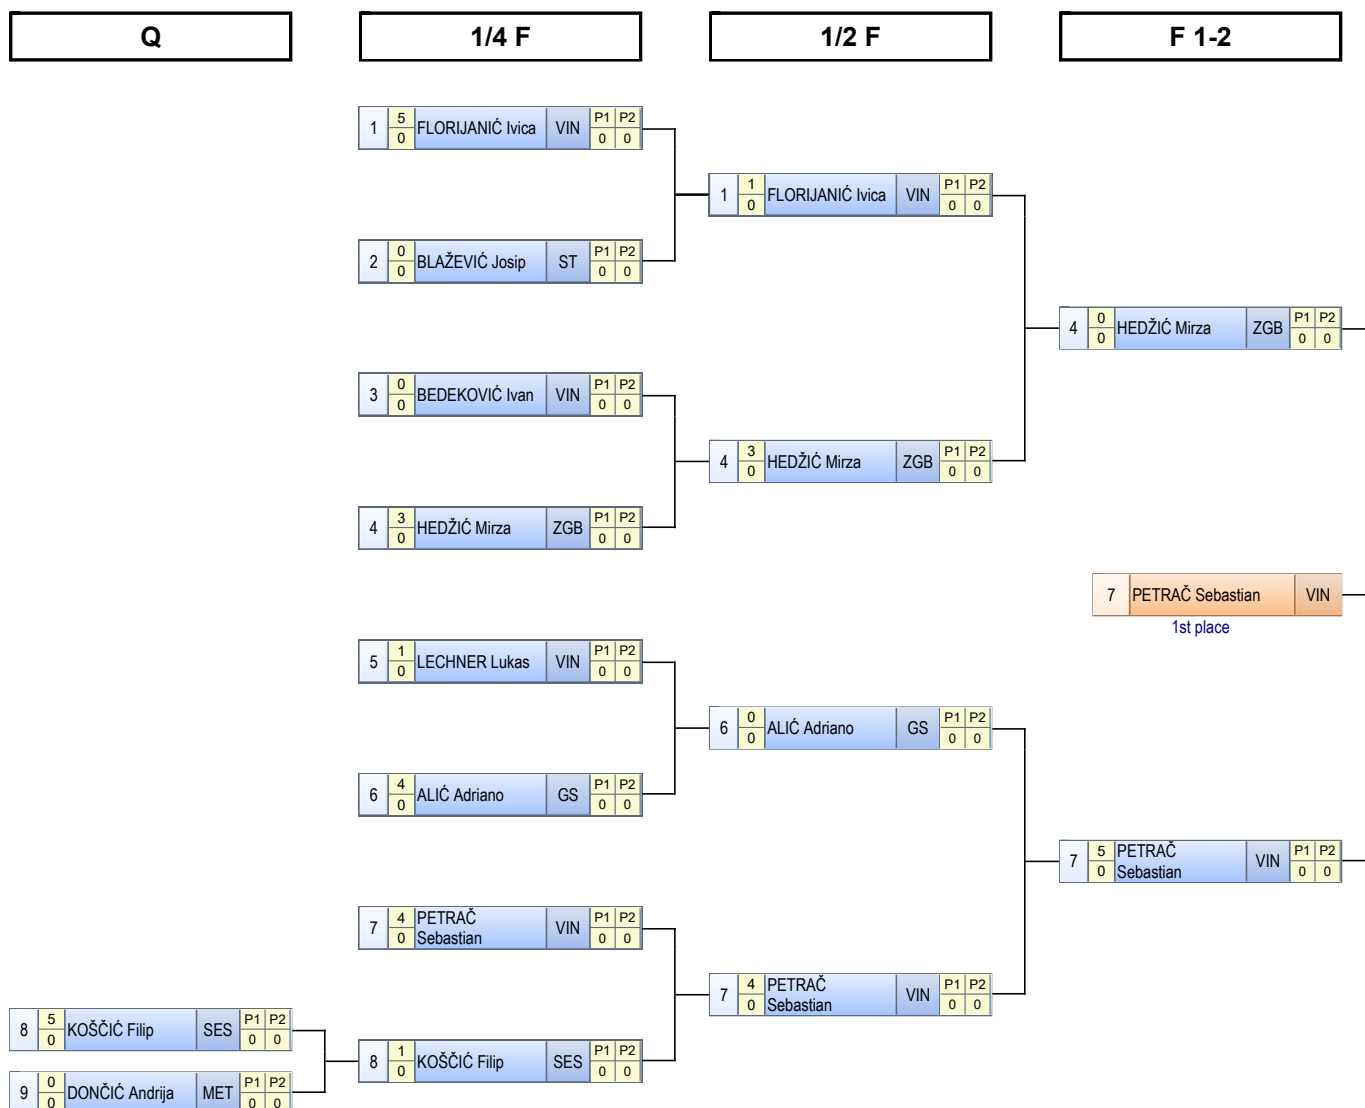 Q 1/4 F 1/2 F F 1-2
1 5 0 FLORIJANIĆ Ivica VIN P1 P2 0 0
1 1 0 FLORIJANIĆ Ivica VIN P1 P2 0 0
2 0 0 BLAŽEVIĆ Josip ST P1 P2 0 0
4 0 0 HEDŽIĆ Mirza ZGB P1 P2 0 0
3 0 0 BEDEKOVIĆ Ivan VIN P1 P2 0 0
4 3 0 HEDŽIĆ Mirza ZGB P1 P2 0 0
4 3 0 HEDŽIĆ Mirza ZGB P1 P2 0 0
7 PETRAČ Sebastian VIN
1st place
5 1 0 LECHNER Lukas VIN P1 P2 0 0
6 0 0 ALIĆ Adriano GS P1 P2 0 0
6 4 0 ALIĆ Adriano GS P1 P2 0 0
7 5 0 PETRAČ
Sebastian VIN P1 P2 0 0
7 4 0 PETRAČ
Sebastian VIN P1 P2 0 0
7 4 0 PETRAČ
Sebastian VIN P1 P2 0 0
8 5 0 KOŠČIĆ Filip SES P1 P2 0 0
8 1 0 KOŠČIĆ Filip SES P1 P2 0 0
9 0 0 DONČIĆ Andrija MET P1 P2 0 0